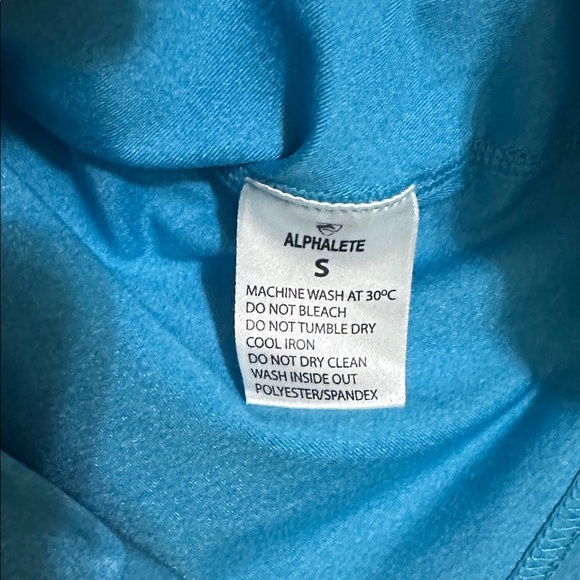 ALPHALETE
S
MACHINE WASH AT 30ºC
DO NOT BLEACH
DO NOT TUMBLE DRY
COOL IRON
DO NOT DRY CLEAN
WASH INSIDE OUT
POLYESTER/SPANDEX